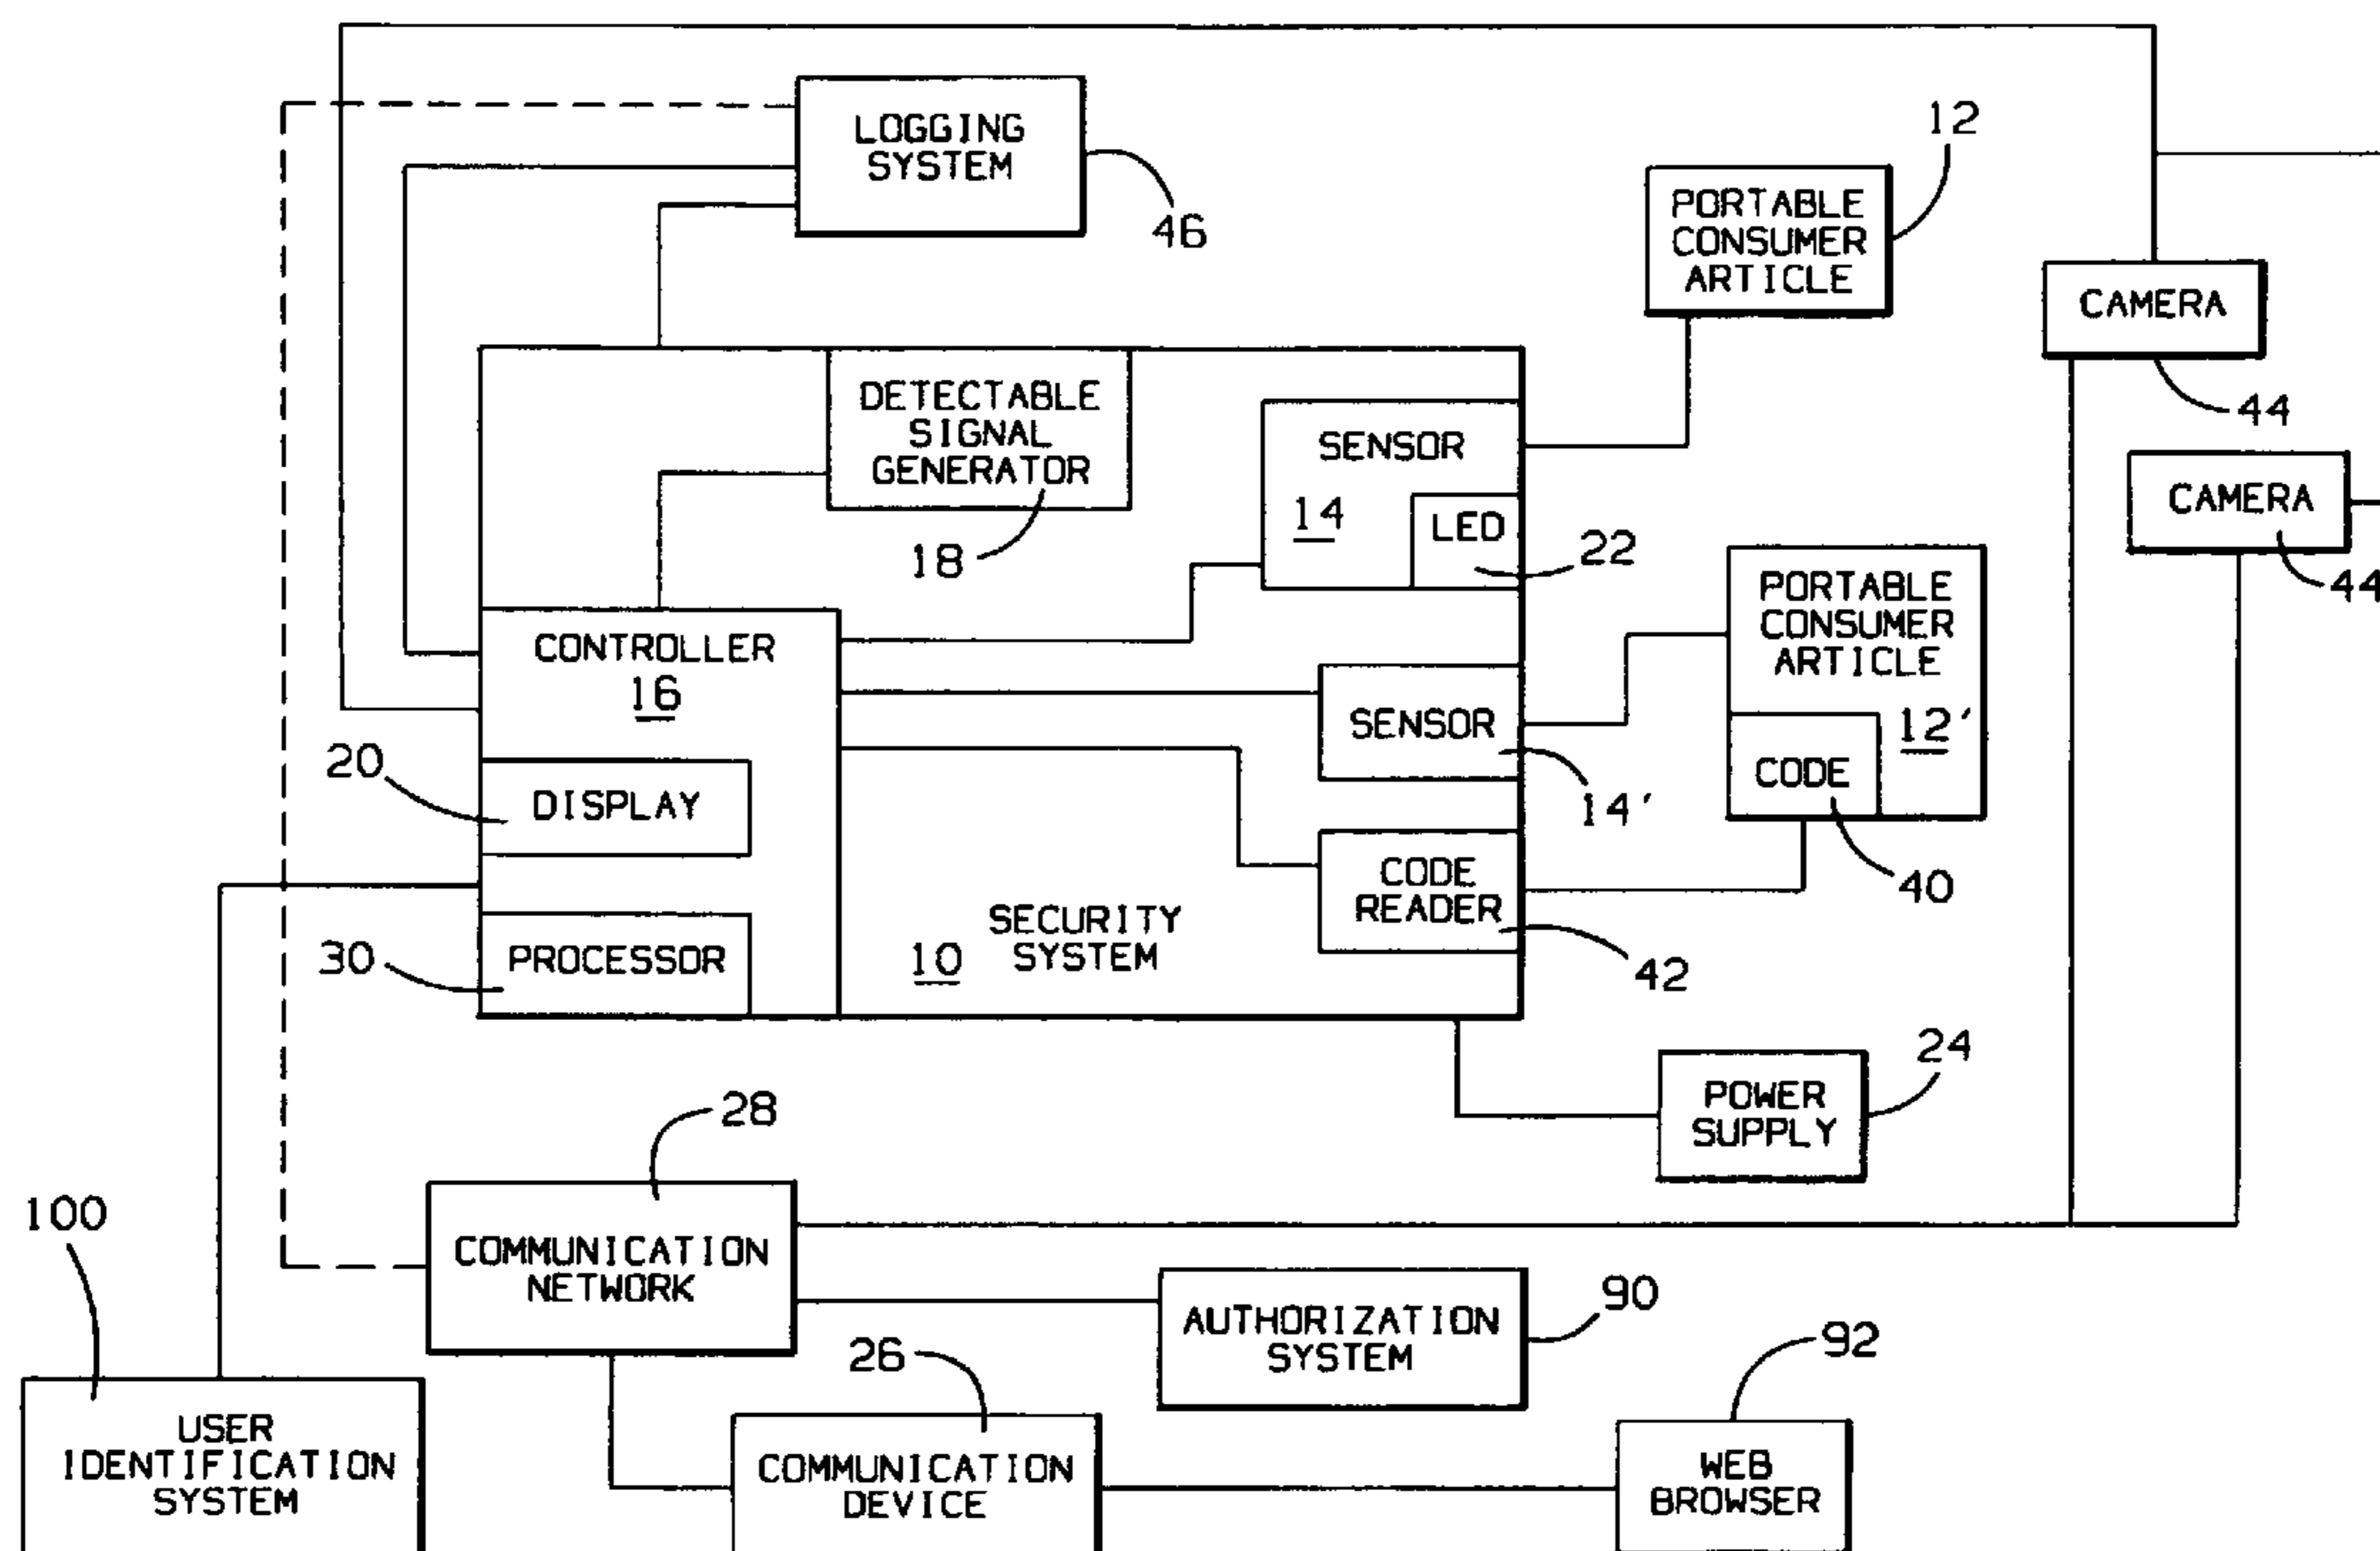 LOGGING
SYSTEM
46
12
PORTABLE
CONSUMER
ARTICLE
CAMERA
44
DETECTABLE
SIGNAL
GENERATOR
18
SENSOR
14
LED
22
CAMERA
44
PORTABLE
CONSUMER
ARTICLE
12'
CODE
40
CONTROLLER
16
SENSOR
14'
20
DISPLAY
CODE
READER
42
30
PROCESSOR
10
SECURITY
SYSTEM
24
POWER
SUPPLY
28
100
COMMUNICATION
NETWORK
AUTHORIZATION
SYSTEM
90
26
92
USER
IDENTIFICATION
SYSTEM
COMMUNICATION
DEVICE
WEB
BROWSER